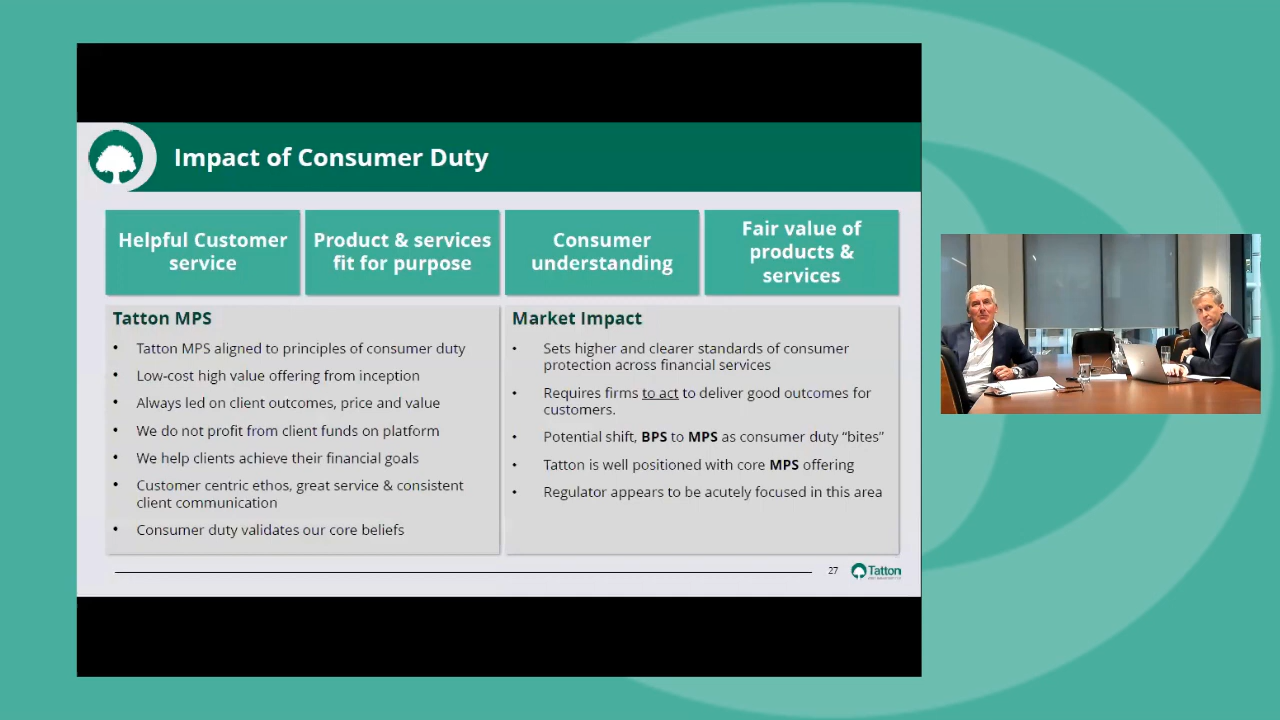 Impact of Consumer Duty
Helpful Customer
service
Product & services
fit for purpose
Consumer
understanding
Fair value of
products &
services
Tatton MPS
• Tatton MPS aligned to principles of consumer duty
• Low-cost high value offering from inception
• Always led on client outcomes, price and value
• We do not profit from client funds on platform
• We help clients achieve their financial goals
• Customer centric ethos, great service & consistent
client communication
• Consumer duty validates our core beliefs
Market Impact
• Sets higher and clearer standards of consumer
protection across financial services
• Requires firms to act to deliver good outcomes for
customers.
• Potential shift, BPS to MPS as consumer duty “bites”
• Tatton is well positioned with core MPS offering
• Regulator appears to be acutely focused in this area
27
Tatton